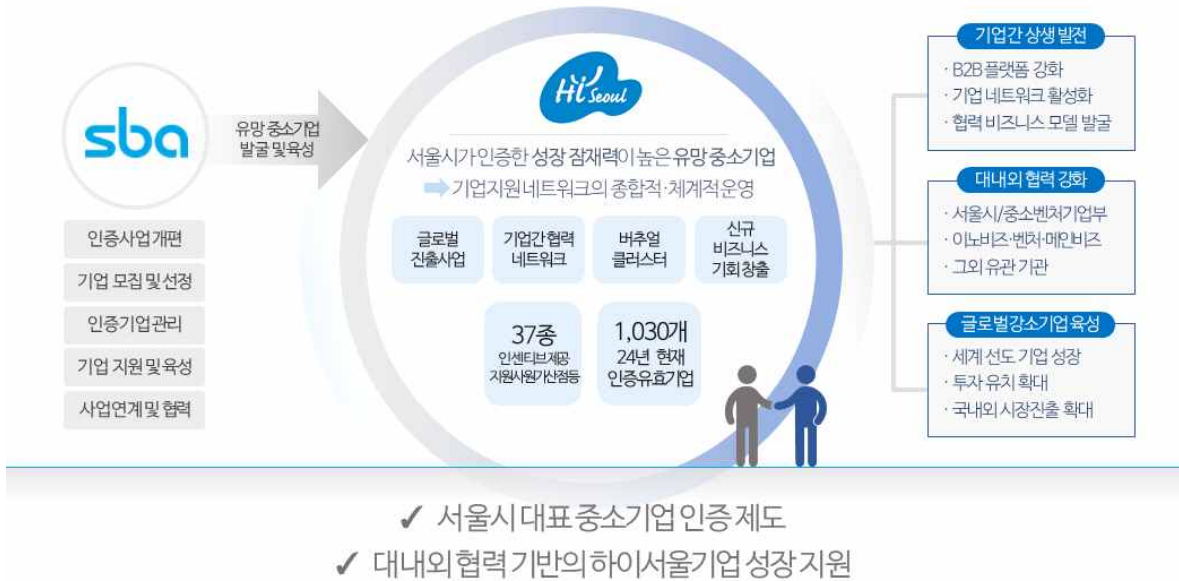 sba
유망 중소기업
발굴 및 육성
인증사업 개편
기업 모집 및 선정
인증기업 관리
기업 지원 및 육성
사업연계 및 협력
Hi Seoul
서울시가 인증한 성장 잠재력이 높은 유망 중소기업
기업지원 네트워크의 종합적·체계적 운영
글로벌
진출사업
기업간 협력
네트워크
버추얼
클러스터
신규
비즈니스
기회 창출
37종
인센티브제공
지원사원가산점등
1,030개
24년 현재
인증유효기업
기업간 상생 발전
· B2B 플랫폼 강화
· 기업 네트워크 활성화
· 협력 비즈니스 모델 발굴
대내외 협력 강화
· 서울시/중소벤처기업부
· 이노비즈·벤처·메인비즈
· 그외 유관 기관
글로벌강소기업 육성
· 세계 선도 기업 성장
· 투자 유치 확대
· 국내외 시장진출 확대
✓ 서울시 대표 중소기업 인증 제도
✓ 대내외 협력 기반의 하이서울기업 성장 지원